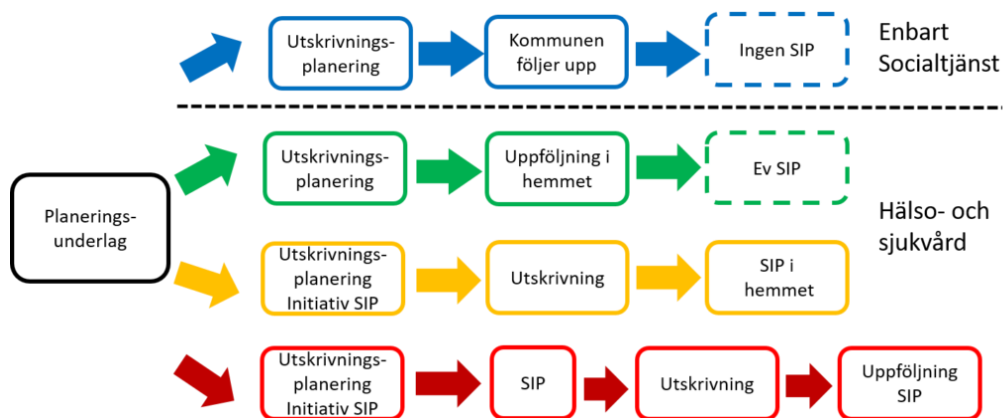 Utskrivnings-
planering
Kommunen
följer upp
Ingen SIP
Enbart
Socialtjänst
Utskrivnings-
planering
Uppföljning i
hemmet
Ev SIP
Planerings-
underlag
Hälso- och
sjukvård
Utskrivnings-
planering
Initiativ SIP
Utskrivning
SIP i
hemmet
Utskrivnings-
planering
Initiativ SIP
SIP
Utskrivning
Uppföljning
SIP